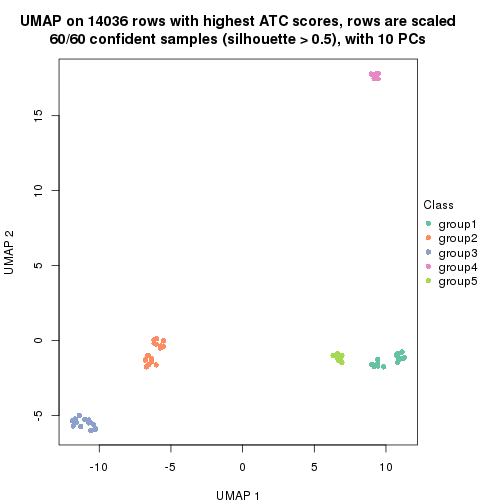 UMAP on 14036 rows with highest ATC scores, rows are scaled
60/60 confident samples (silhouette > 0.5), with 10 PCs
15
10
5
0
-5
UMAP 2
-10
-5
0
5
10
UMAP 1
Class
group1
group2
group3
group4
group5